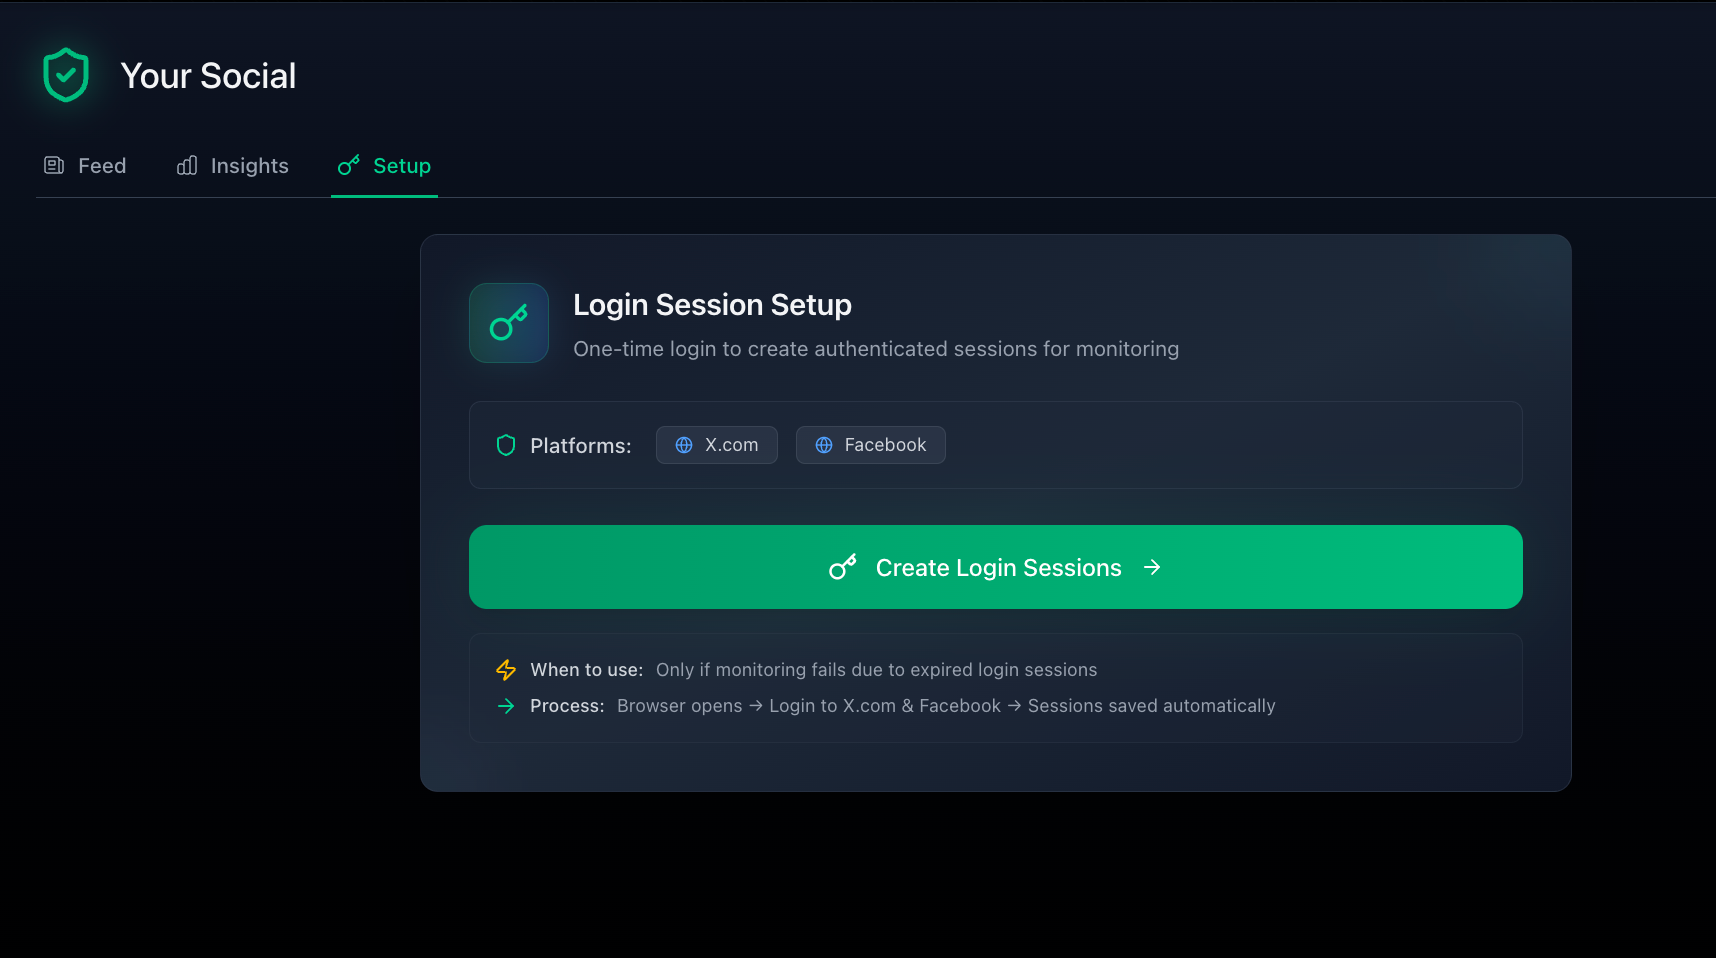 Your Social
Feed Insights Setup
Login Session Setup
One-time login to create authenticated sessions for monitoring
Platforms: X.com Facebook
Create Login Sessions →
When to use: Only if monitoring fails due to expired login sessions
Process: Browser opens → Login to X.com & Facebook → Sessions saved automatically